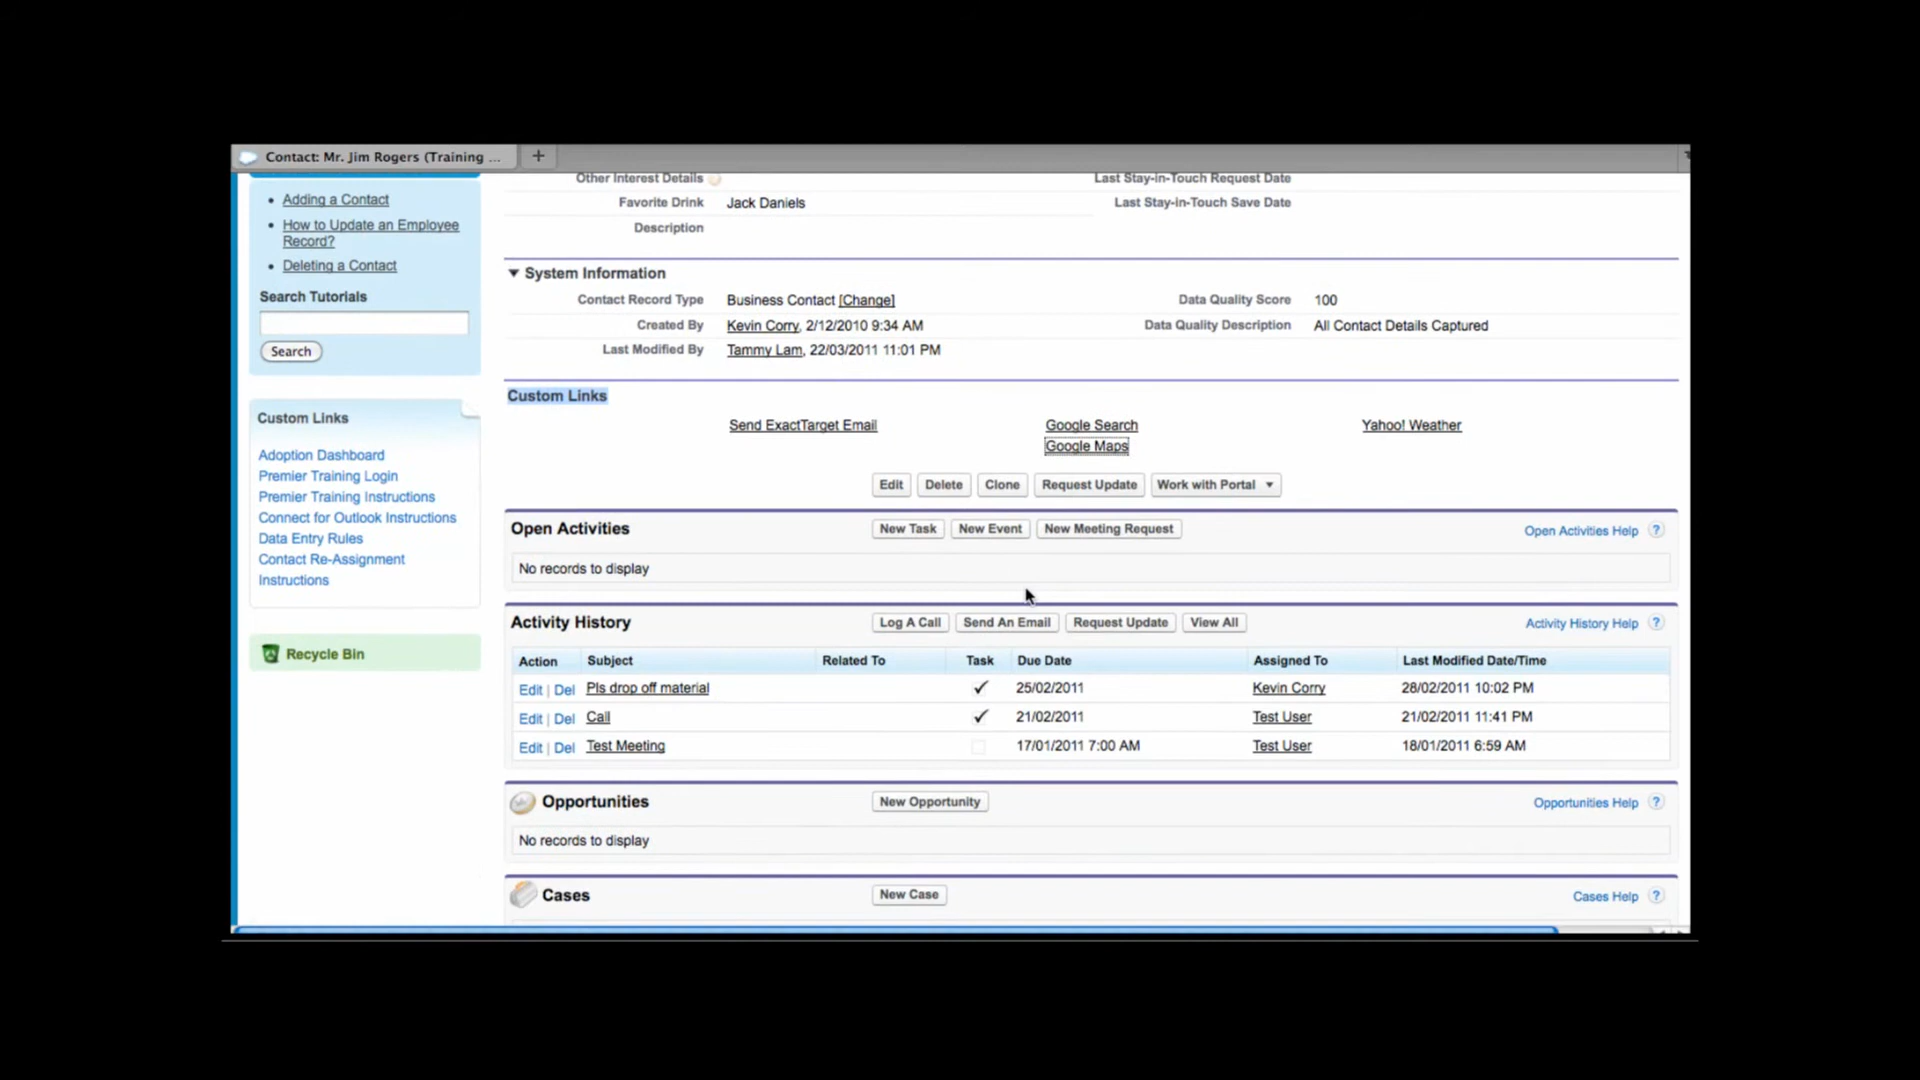 Contact: Mr. Jim Rogers (Training ... +
Adding a Contact
How to Update an Employee
Record?
Deleting a Contact
Search Tutorials
Search
Custom Links
Adoption Dashboard
Premier Training Login
Premier Training Instructions
Connect for Outlook Instructions
Data Entry Rules
Contact Re-Assignment
Instructions
Recycle Bin
Other Interest Details Last Stay-in-Touch Request Date
Favorite Drink Jack Daniels Last Stay-in-Touch Save Date
Description
System Information
Contact Record Type Business Contact [Change] Data Quality Score 100
Created By Kevin Corry, 2/12/2010 9:34 AM Data Quality Description All Contact Details Captured
Last Modified By Tammy Lam, 22/03/2011 11:01 PM
Custom Links
Send ExactTarget Email Google Search Yahoo! Weather
Google Maps
Edit Delete Clone Request Update Work with Portal
Open Activities New Task New Event New Meeting Request Open Activities Help ?
No records to display
Activity History Log A Call Send An Email Request Update View All Activity History Help ?
Action Subject Related To Task Due Date Assigned To Last Modified Date/Time
Edit | Del Pls drop off material ✓ 25/02/2011 Kevin Corry 28/02/2011 10:02 PM
Edit | Del Call ✓ 21/02/2011 Test User 21/02/2011 11:41 PM
Edit | Del Test Meeting 17/01/2011 7:00 AM Test User 18/01/2011 6:59 AM
Opportunities New Opportunity Opportunities Help ?
No records to display
Cases New Case Cases Help ?